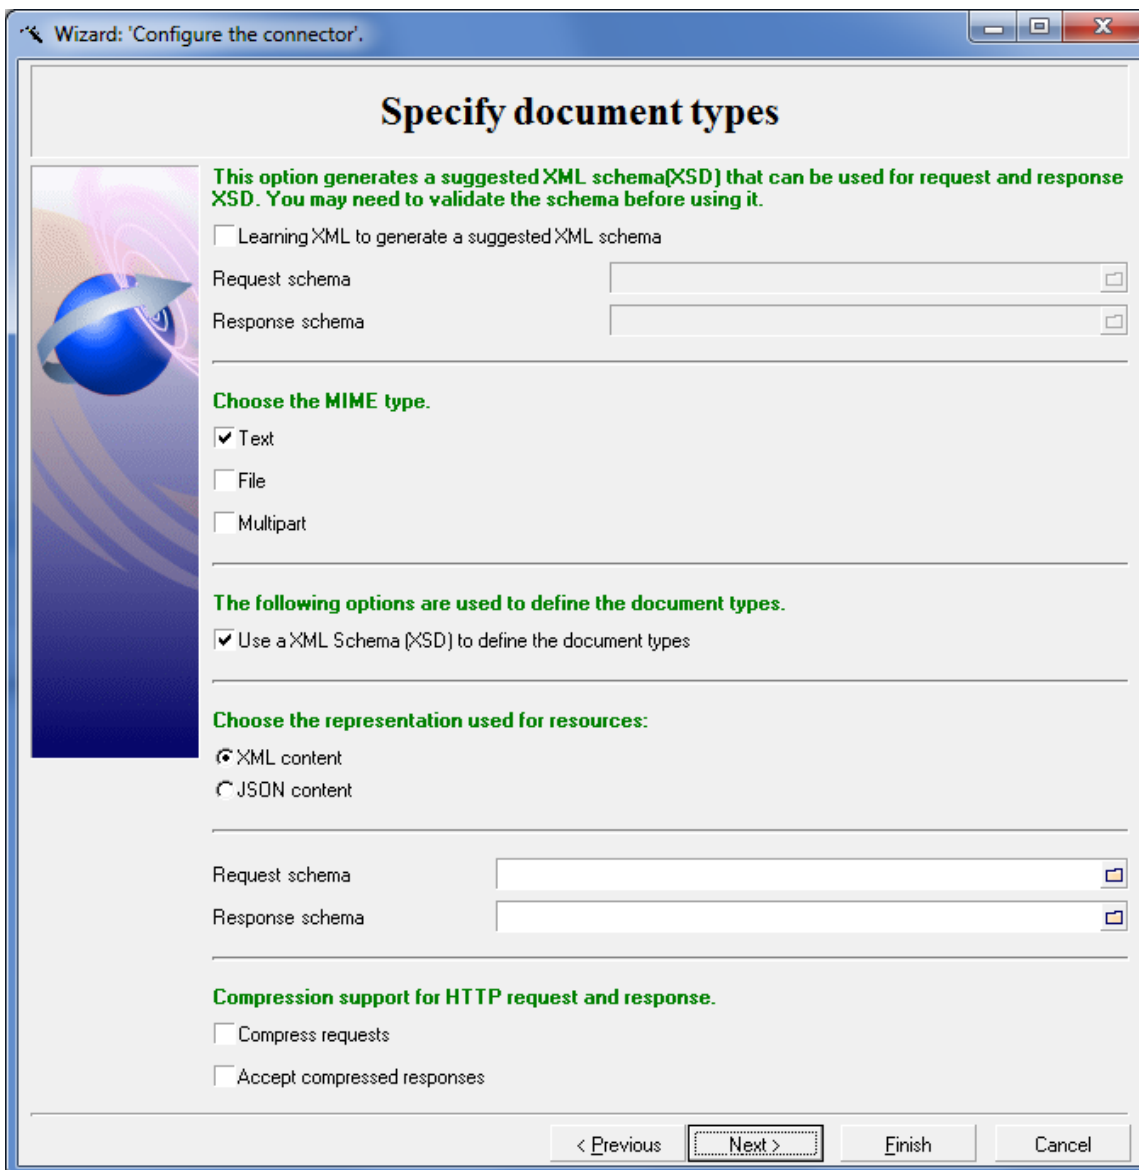 Wizard: 'Configure the connector'.
Specify document types
This option generates a suggested XML schema(XSD) that can be used for request and response
XSD. You may need to validate the schema before using it.
Learning XML to generate a suggested XML schema
Request schema
Response schema
Choose the MIME type.
Text
File
Multipart
The following options are used to define the document types.
Use a XML Schema (XSD) to define the document types
Choose the representation used for resources:
XML content
JSON content
Request schema
Response schema
Compression support for HTTP request and response.
Compress requests
Accept compressed responses
< Previous Next > Finish Cancel